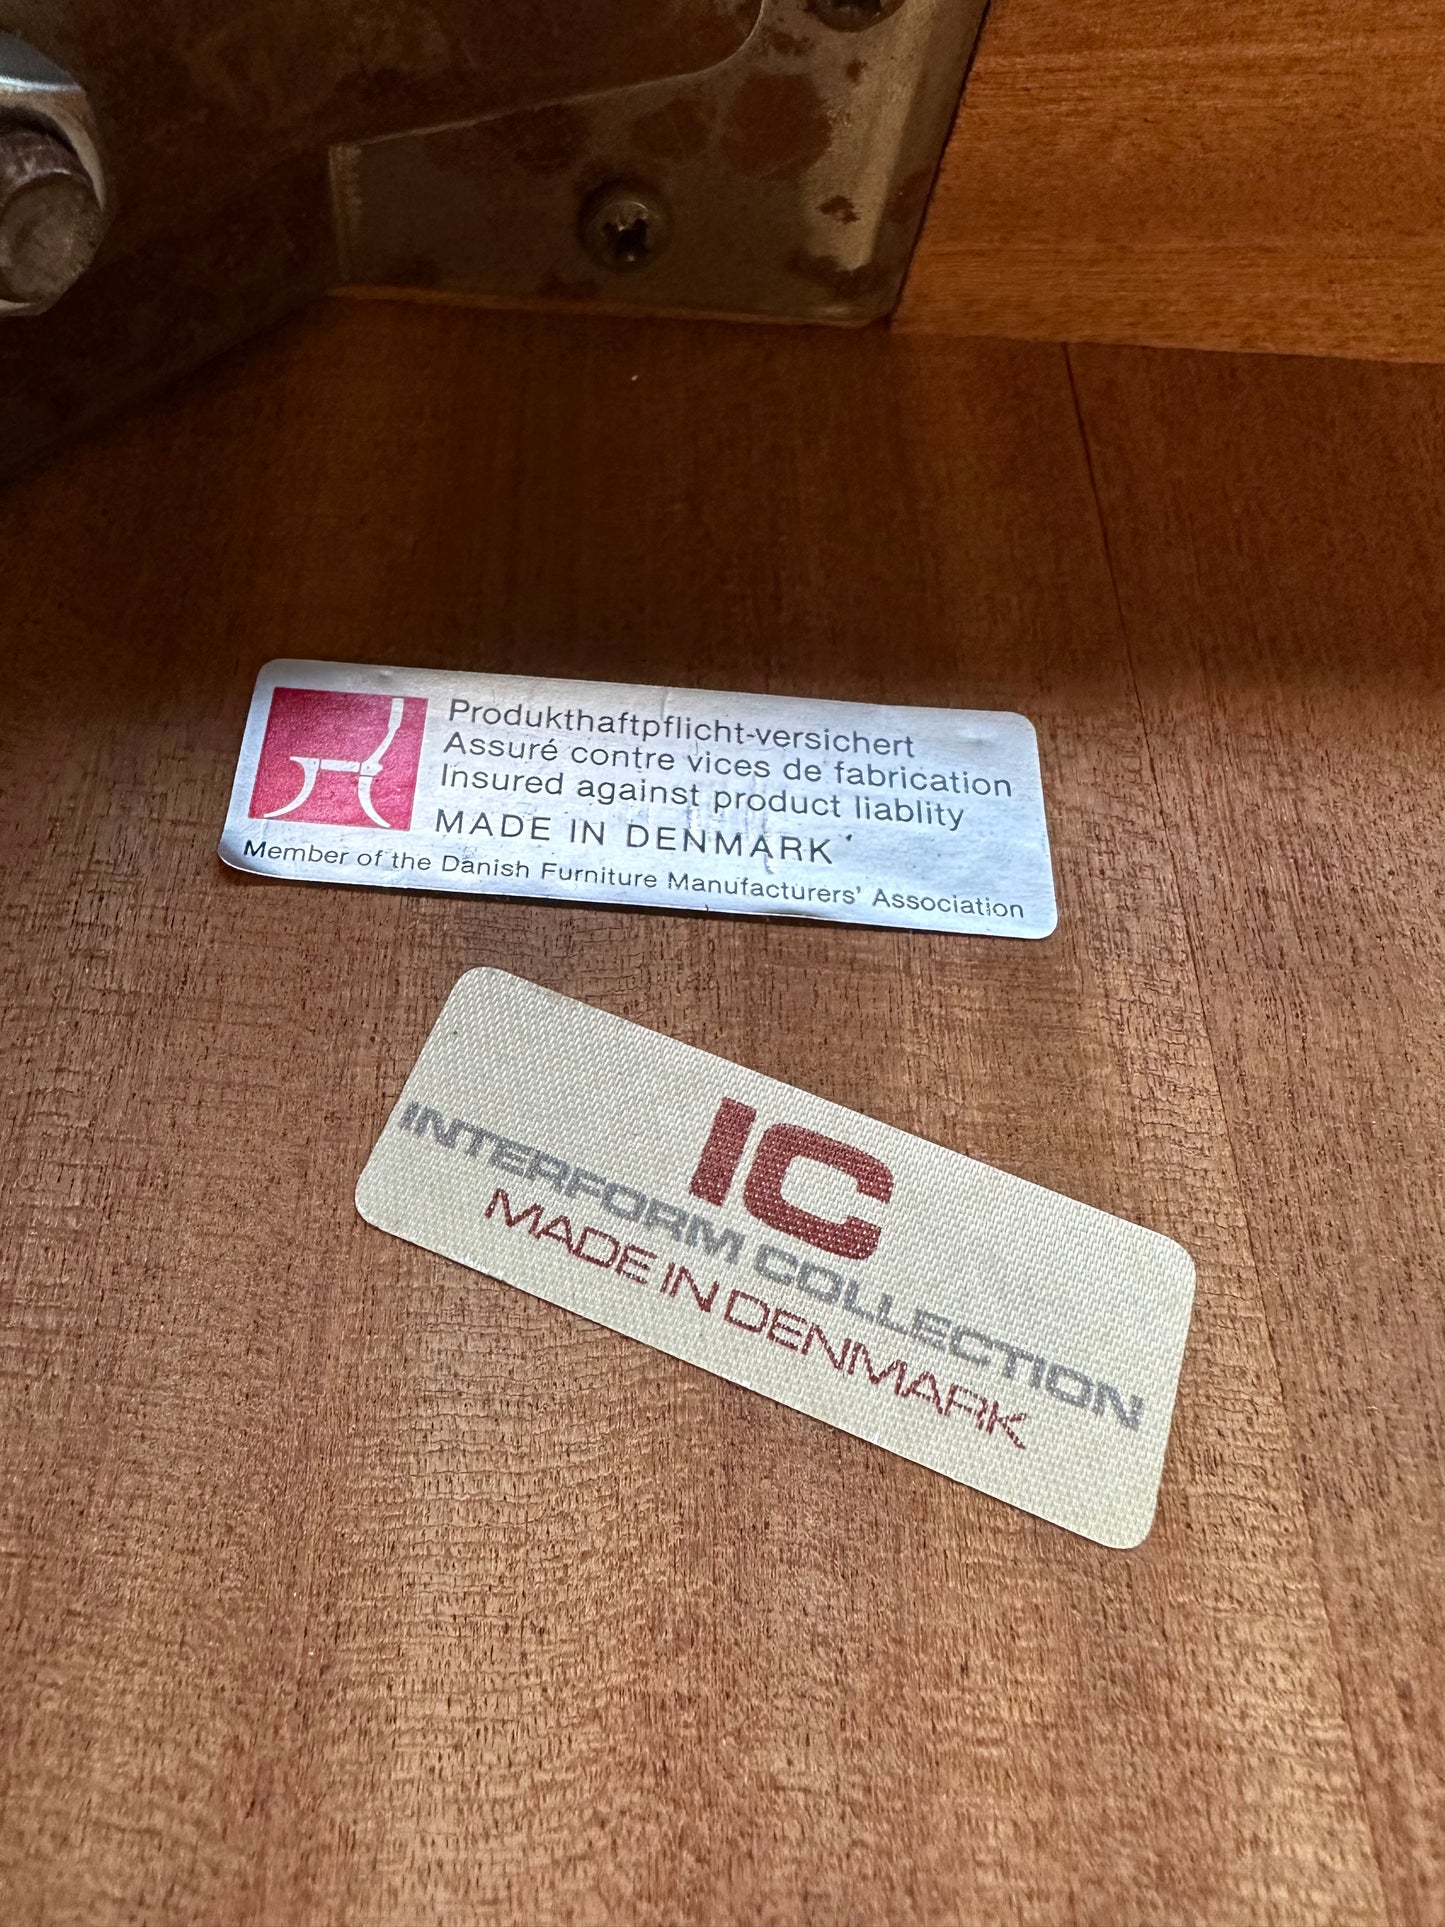 Produkthaftpflicht-versichert
Assuré contre vices de fabrication
Insured against product liablity
MADE IN DENMARK
Member of the Danish Furniture Manufacturers' Association
IC
INTERFORM COLLECTION
MADE IN DENMARK